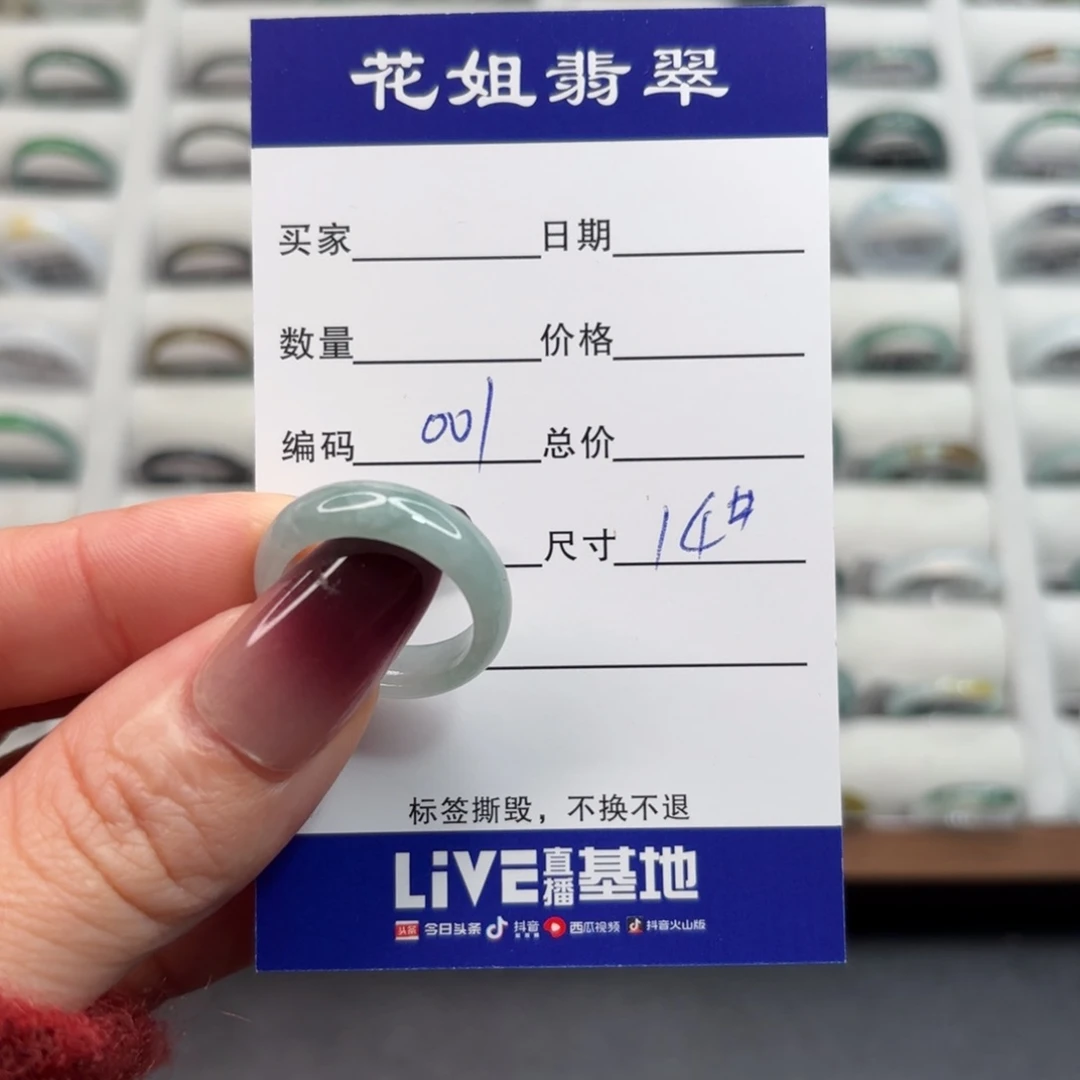 花姐翡翠
买家 日期
数量 价格
编码 001 总价
尺寸 14#
标签撕毁，不换不退
LiVE直播基地
头条 今日头条 抖音 西瓜视频 抖音火山版